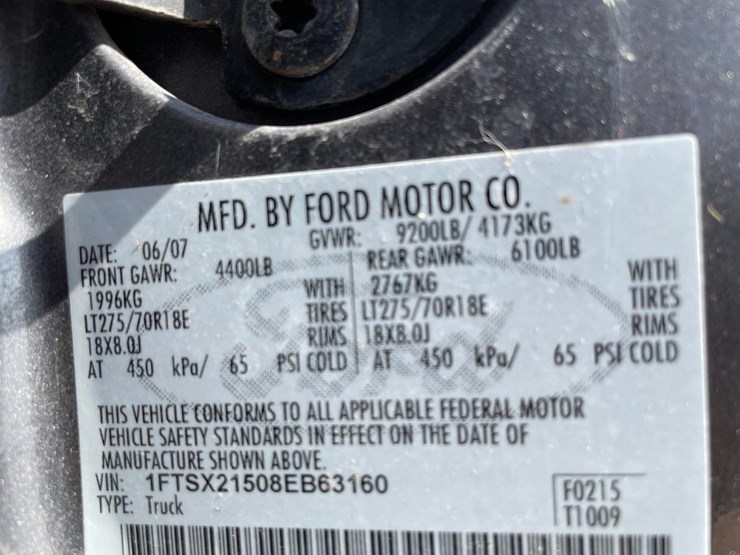 MFD. BY FORD MOTOR CO.
DATE: 06/07 GVWR: 9200LB/ 4173KG
FRONT GAWR: 4400LB REAR GAWR: 6100LB
1996KG WITH 2767KG WITH
LT275/70R18E TIRES LT275/70R18E TIRES
18X8.0J RIMS 18X8.0J RIMS
AT 450 kPa/ 65 PSI COLD AT 450 kPa/ 65 PSI COLD
Ford
THIS VEHICLE CONFORMS TO ALL APPLICABLE FEDERAL MOTOR
VEHICLE SAFETY STANDARDS IN EFFECT ON THE DATE OF
MANUFACTURE SHOWN ABOVE.
VIN: 1FTSX21508EB63160
TYPE: Truck
F0215
T1009